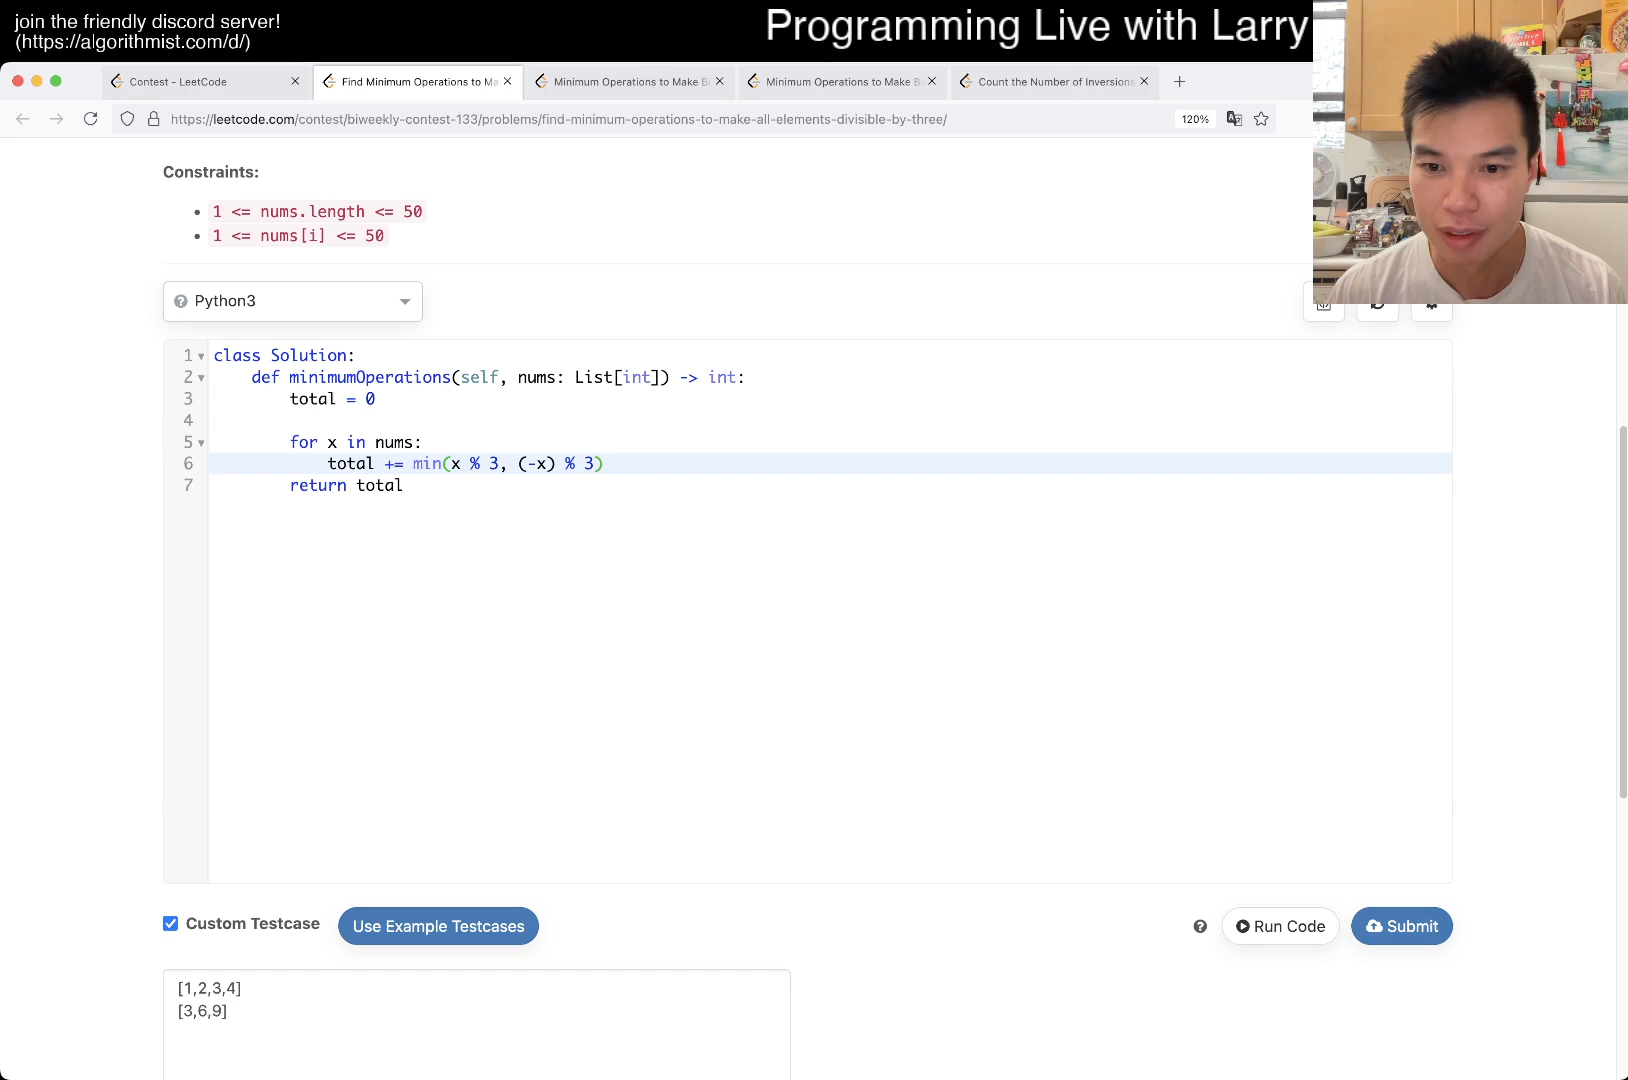 join the friendly discord server!
(https://algorithmist.com/d/)
Programming Live with Larry
Contest - LeetCode
Find Minimum Operations to Ma
Minimum Operations to Make B
Minimum Operations to Make B
Count the Number of Inversions
https://leetcode.com/contest/biweekly-contest-133/problems/find-minimum-operations-to-make-all-elements-divisible-by-three/
120%
Constraints:
1 <= nums.length <= 50
1 <= nums[i] <= 50
Python3
1 class Solution:
2 def minimumOperations(self, nums: List[int]) -> int:
3 total = 0
4
5 for x in nums:
6 total += min(x % 3, (-x) % 3)
7 return total
Custom Testcase
Use Example Testcases
Run Code
Submit
[1,2,3,4]
[3,6,9]